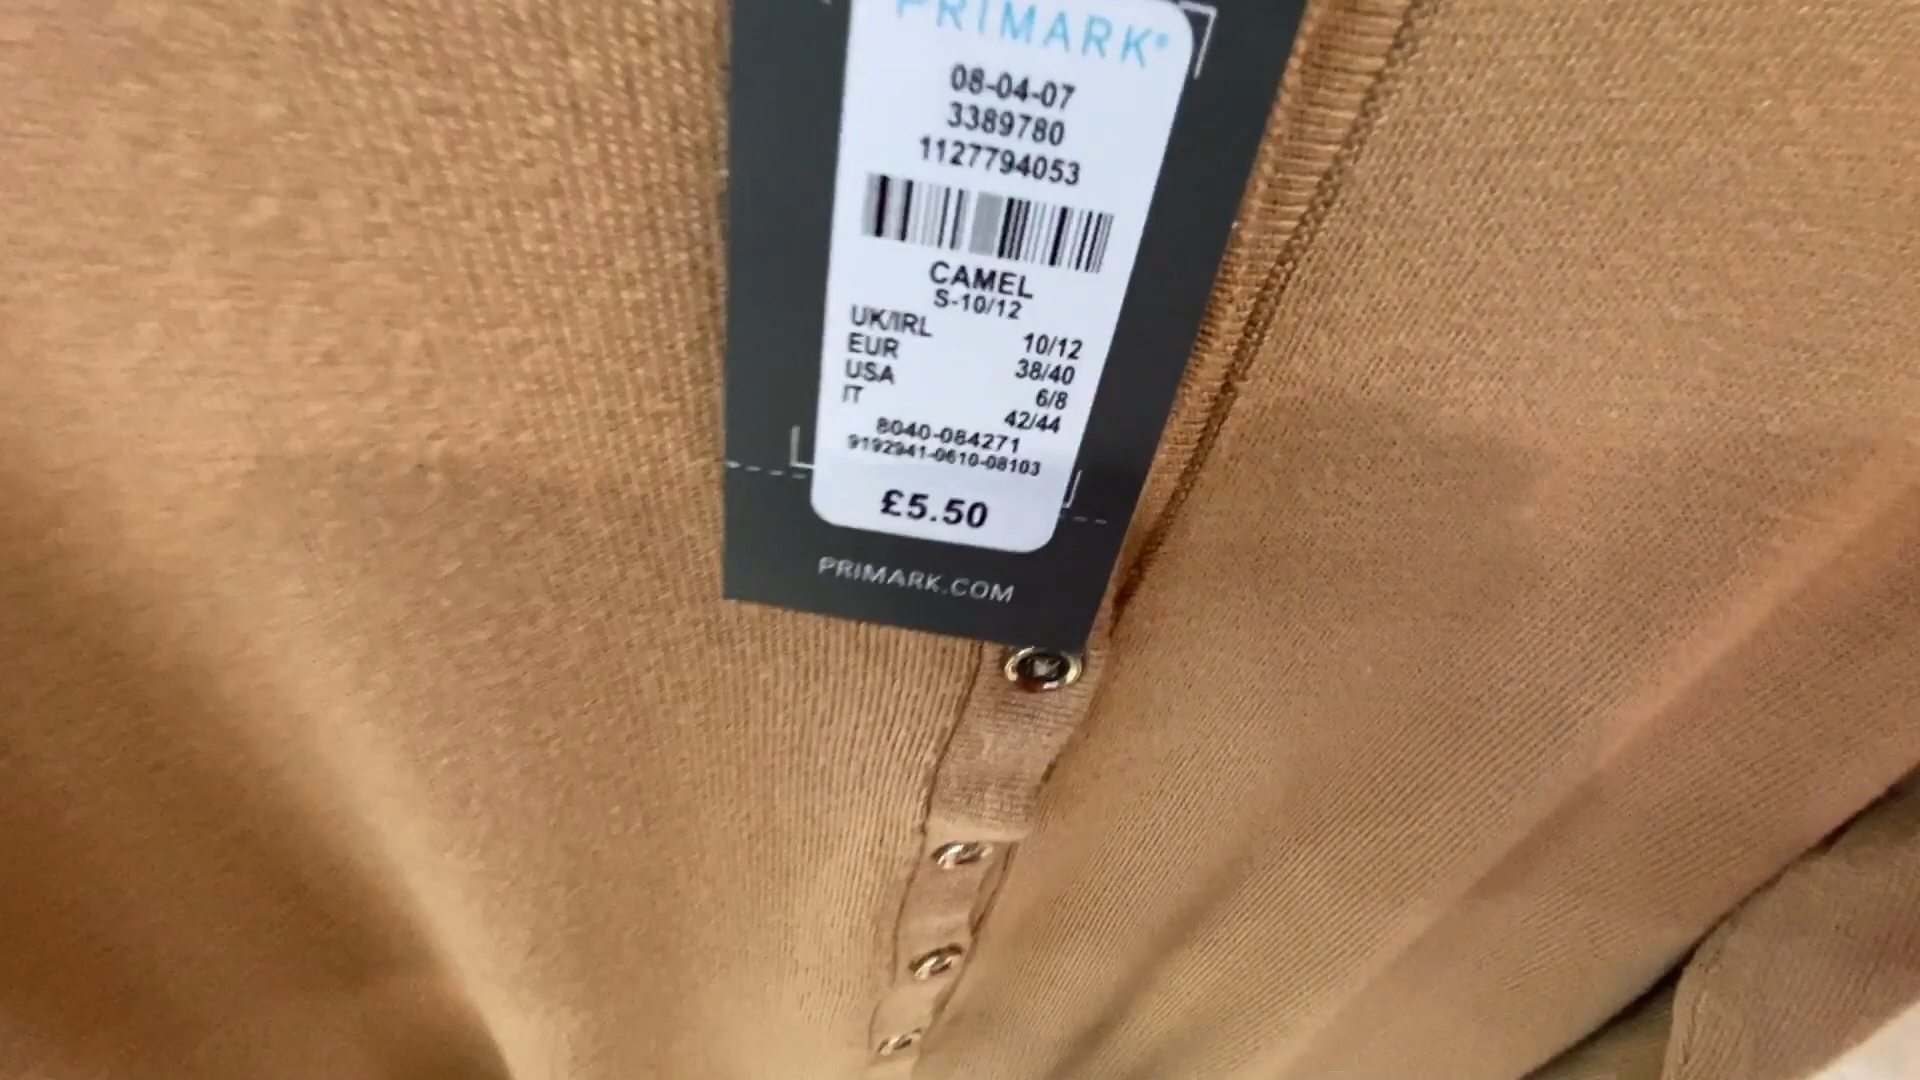 PRIMARK®
08-04-07
3389780
1127794053
CAMEL
S-10/12
UK/IRL 10/12
EUR 38/40
USA 6/8
IT 42/44
8040-084271
9192941-0610-08103
£5.50
PRIMARK.COM